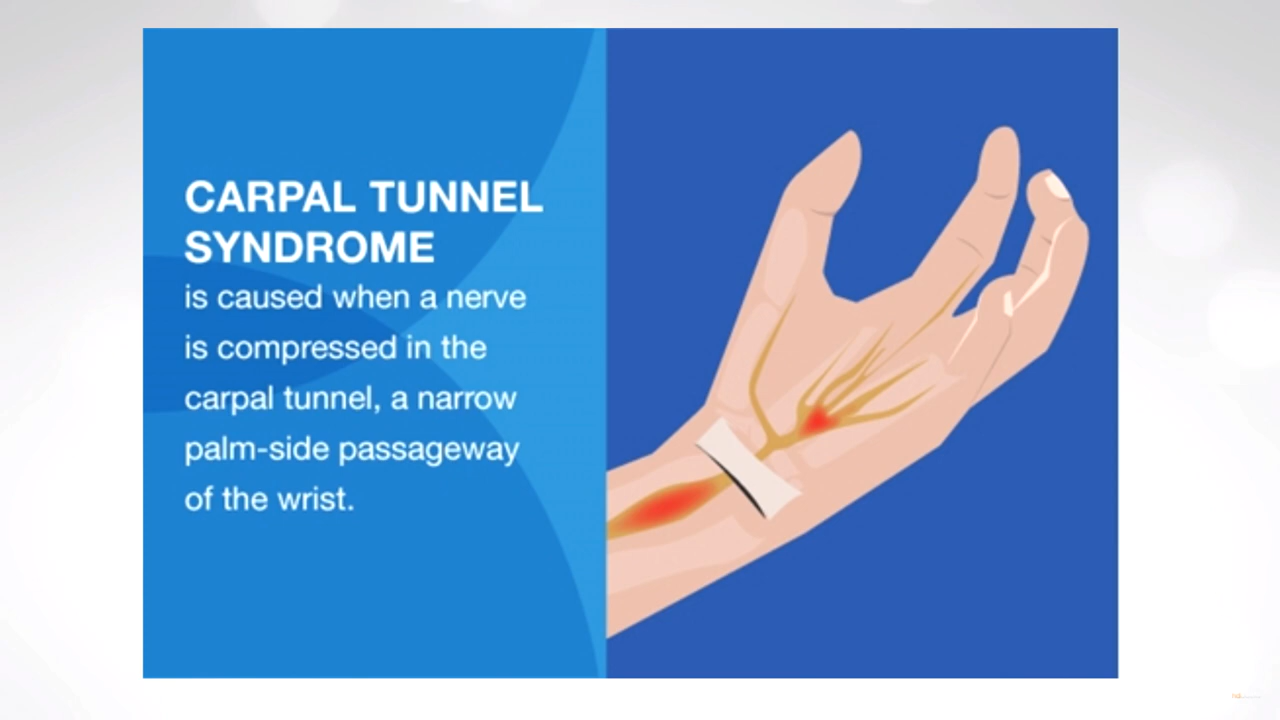 CARPAL TUNNEL
SYNDROME
is caused when a nerve
is compressed in the
carpal tunnel, a narrow
palm-side passageway
of the wrist.